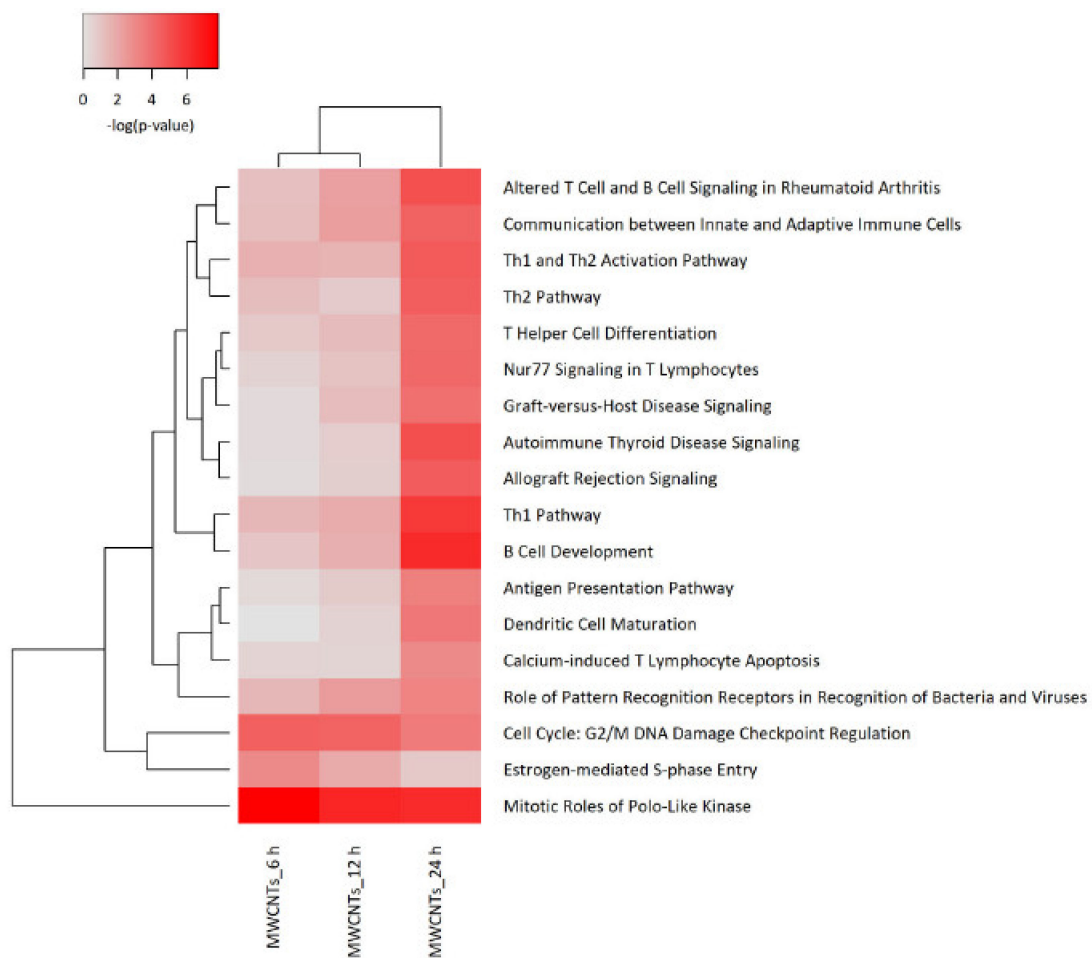 0 2 4 6
-log(p-value)
Altered T Cell and B Cell Signaling in Rheumatoid Arthritis
Communication between Innate and Adaptive Immune Cells
Th1 and Th2 Activation Pathway
Th2 Pathway
T Helper Cell Differentiation
Nur77 Signaling in T Lymphocytes
Graft-versus-Host Disease Signaling
Autoimmune Thyroid Disease Signaling
Allograft Rejection Signaling
Th1 Pathway
B Cell Development
Antigen Presentation Pathway
Dendritic Cell Maturation
Calcium-induced T Lymphocyte Apoptosis
Role of Pattern Recognition Receptors in Recognition of Bacteria and Viruses
Cell Cycle: G2/M DNA Damage Checkpoint Regulation
Estrogen-mediated S-phase Entry
Mitotic Roles of Polo-Like Kinase
MWCNTs_6 h
MWCNTs_12 h
MWCNTs_24 h